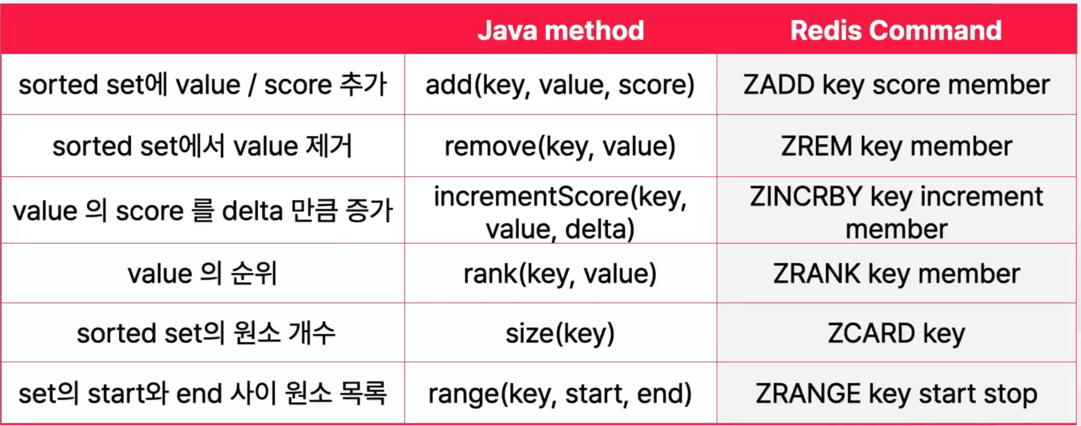 Java method Redis Command
sorted set에 value / score 추가 add(key, value, score) ZADD key score member
sorted set에서 value 제거 remove(key, value) ZREM key member
value 의 score 를 delta 만큼 증가 incrementScore(key, value, delta) ZINCRBY key increment member
value 의 순위 rank(key, value) ZRANK key member
sorted set의 원소 개수 size(key) ZCARD key
set의 start와 end 사이 원소 목록 range(key, start, end) ZRANGE key start stop